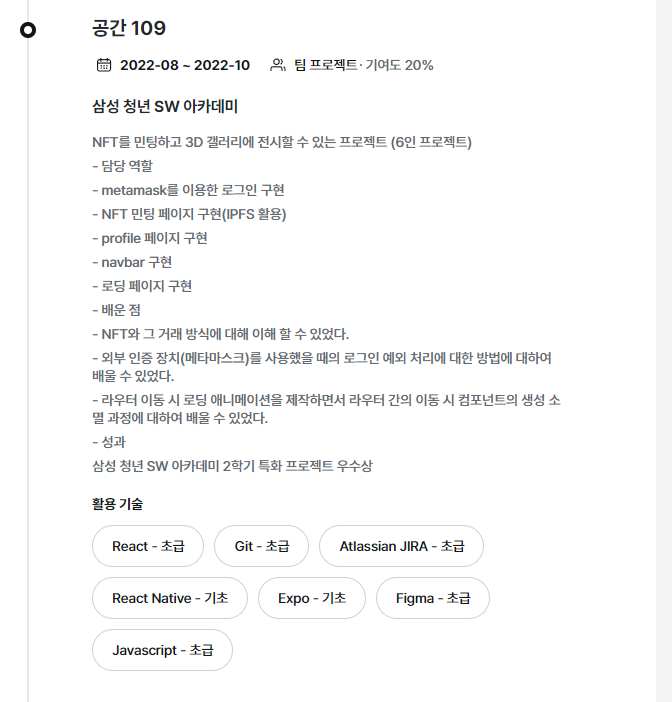 공간 109
2022-08 ~ 2022-10 팀 프로젝트 · 기여도 20%
삼성 청년 SW 아카데미
NFT를 민팅하고 3D 갤러리에 전시할 수 있는 프로젝트 (6인 프로젝트)
- 담당 역할
- metamask를 이용한 로그인 구현
- NFT 민팅 페이지 구현(IPFS 활용)
- profile 페이지 구현
- navbar 구현
- 로딩 페이지 구현
- 배운 점
- NFT와 그 거래 방식에 대해 이해 할 수 있었다.
- 외부 인증 장치(메타마스크)를 사용했을 때의 로그인 예외 처리에 대한 방법에 대하여
배울 수 있었다.
- 라우터 이동 시 로딩 애니메이션을 제작하면서 라우터 간의 이동 시 컴포넌트의 생성 소
멸 과정에 대하여 배울 수 있었다.
- 성과
삼성 청년 SW 아카데미 2학기 특화 프로젝트 우수상
활용 기술
React - 초급 Git - 초급 Atlassian JIRA - 초급
React Native - 기초 Expo - 기초 Figma - 초급
Javascript - 초급